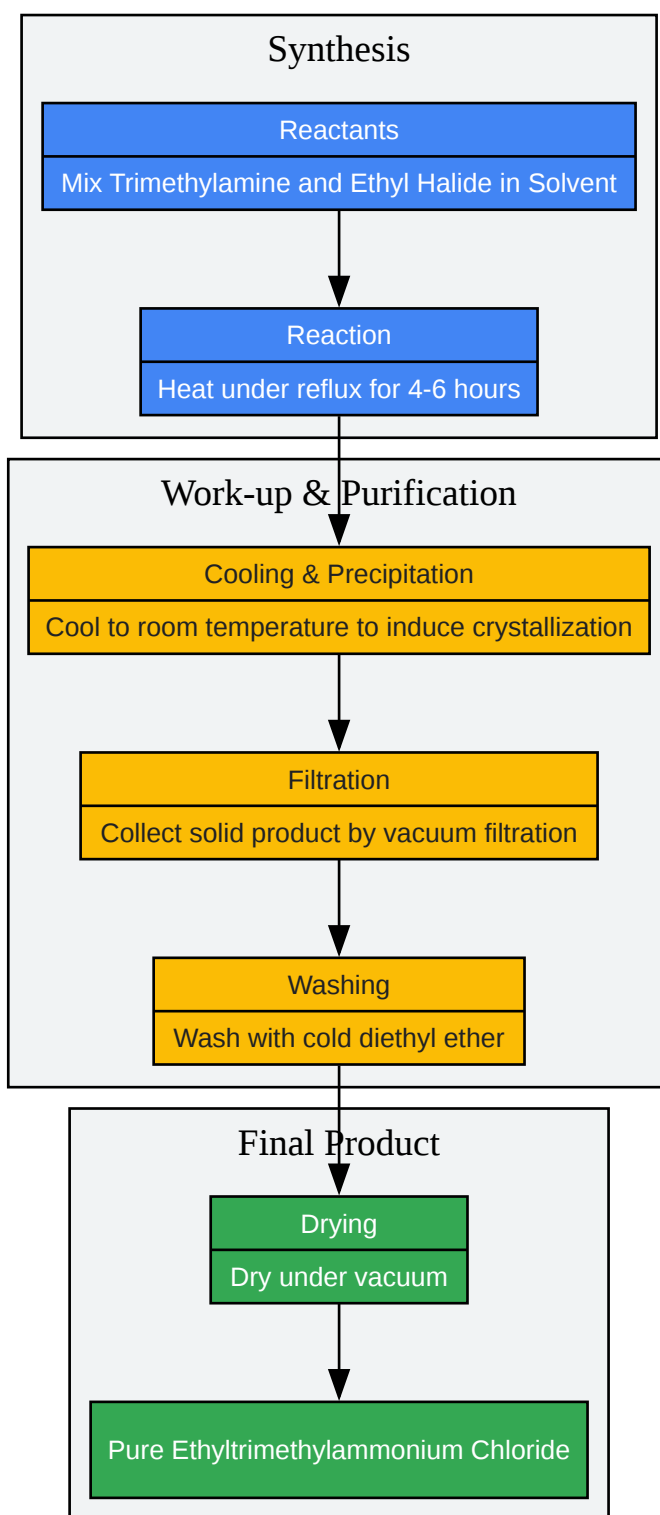 Synthesis
Reactants
Mix Trimethylamine and Ethyl Halide in Solvent
Reaction
Heat under reflux for 4-6 hours
Work-up & Purification
Cooling & Precipitation
Cool to room temperature to induce crystallization
Filtration
Collect solid product by vacuum filtration
Washing
Wash with cold diethyl ether
Final Product
Drying
Dry under vacuum
Pure Ethyltrimethylammonium Chloride